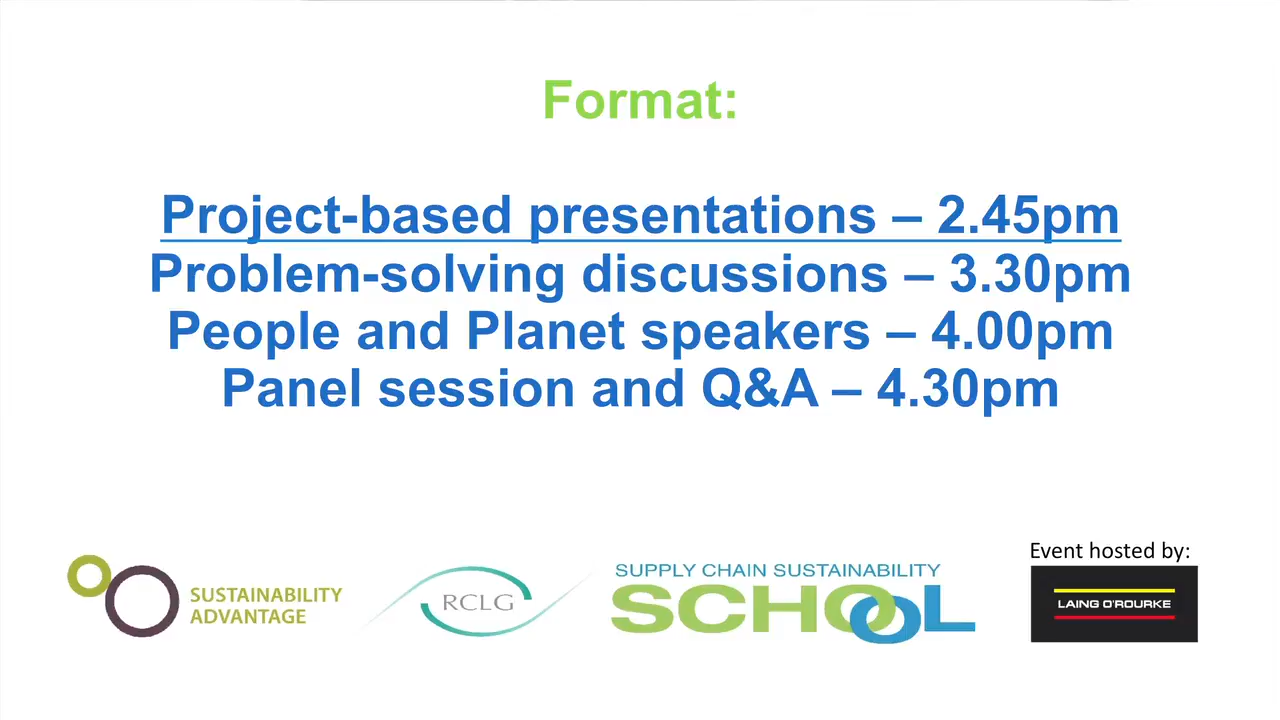 Format:
Project-based presentations – 2.45pm
Problem-solving discussions – 3.30pm
People and Planet speakers – 4.00pm
Panel session and Q&A – 4.30pm
SUSTAINABILITY
ADVANTAGE
RCLG
SUPPLY CHAIN SUSTAINABILITY
SCHOOL
Event hosted by:
LAING O'ROURKE